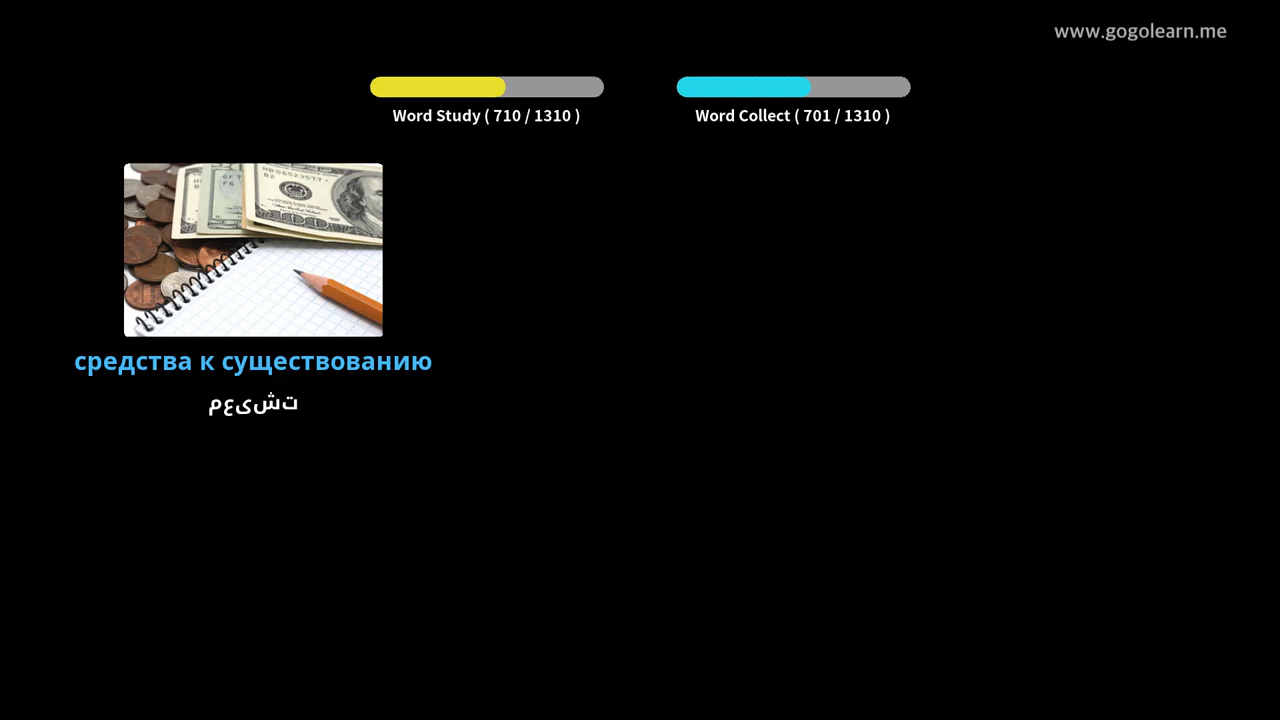 www.gogolearn.me
Word Study ( 710 / 1310 )
Word Collect ( 701 / 1310 )
средства к существованию
معیشت